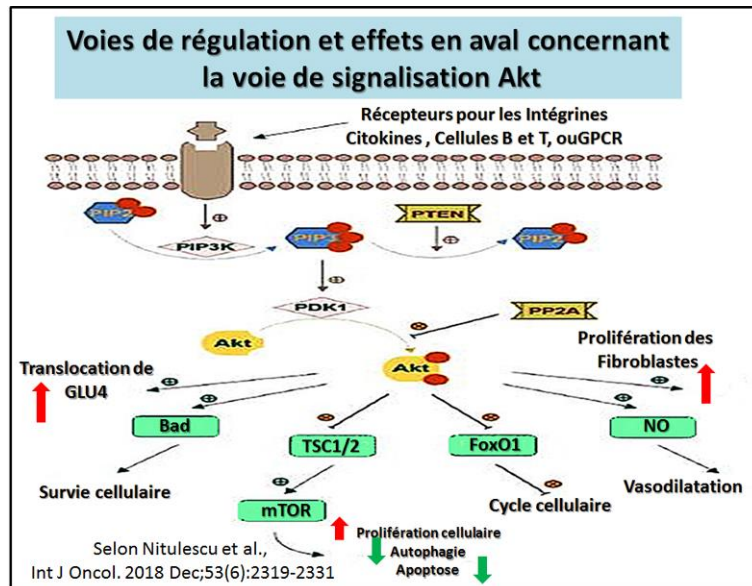 Voies de régulation et effets en aval concernant
la voie de signalisation Akt
Récepteurs pour les Intégrines
Citokines , Cellules B et T, ouGPCR
PIP2
PTEN
PIP3K
PIP3
PIP2
PDK1
PP2A
Akt
Akt
Prolifération des
Fibroblastes
Translocation de
GLU4
Bad
TSC1/2
FoxO1
NO
Survie cellulaire
mTOR
Cycle cellulaire
Vasodilatation
Prolifération cellulaire
Autophagie
Apoptose
Selon Nitulescu et al.,
Int J Oncol. 2018 Dec;53(6):2319-2331